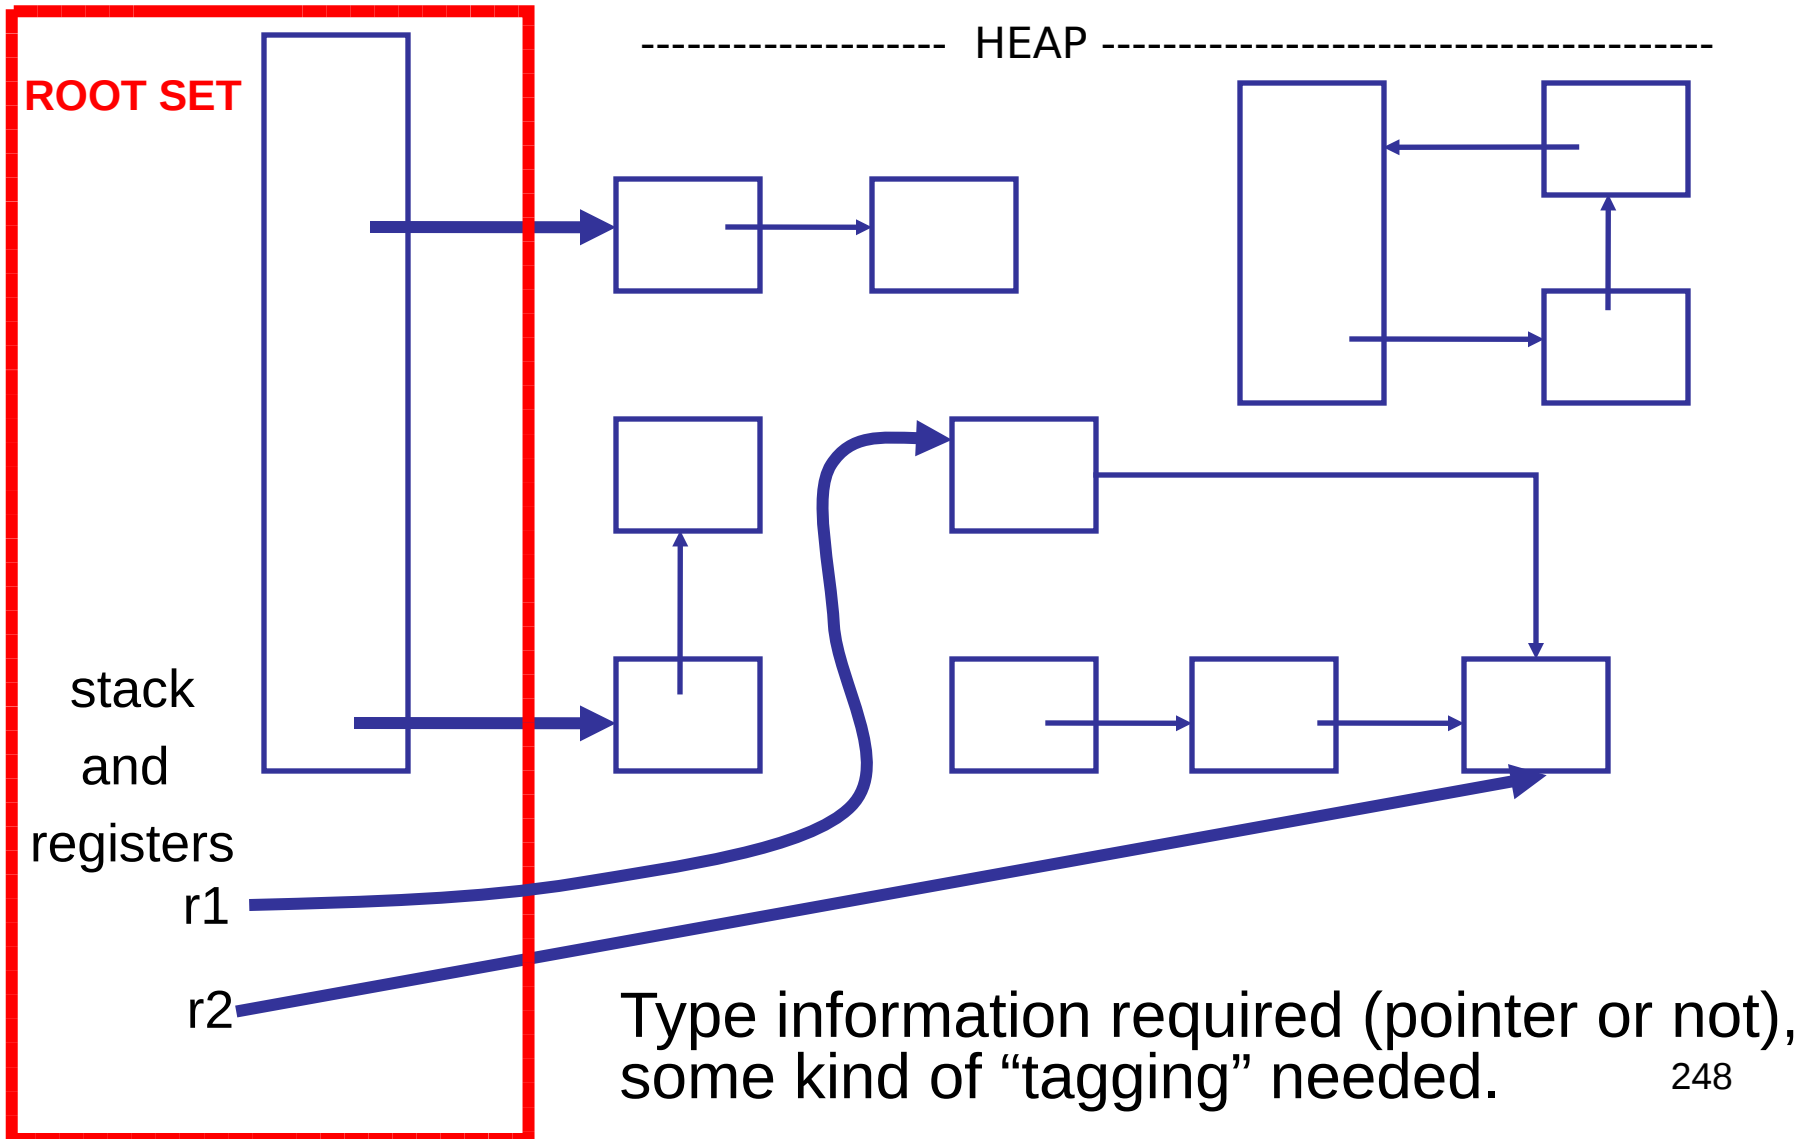 -------------------- HEAP ----------------------------------------
ROOT SET
stack
and
registers
r1
r2
Type information required (pointer or not),
some kind of “tagging” needed.
248